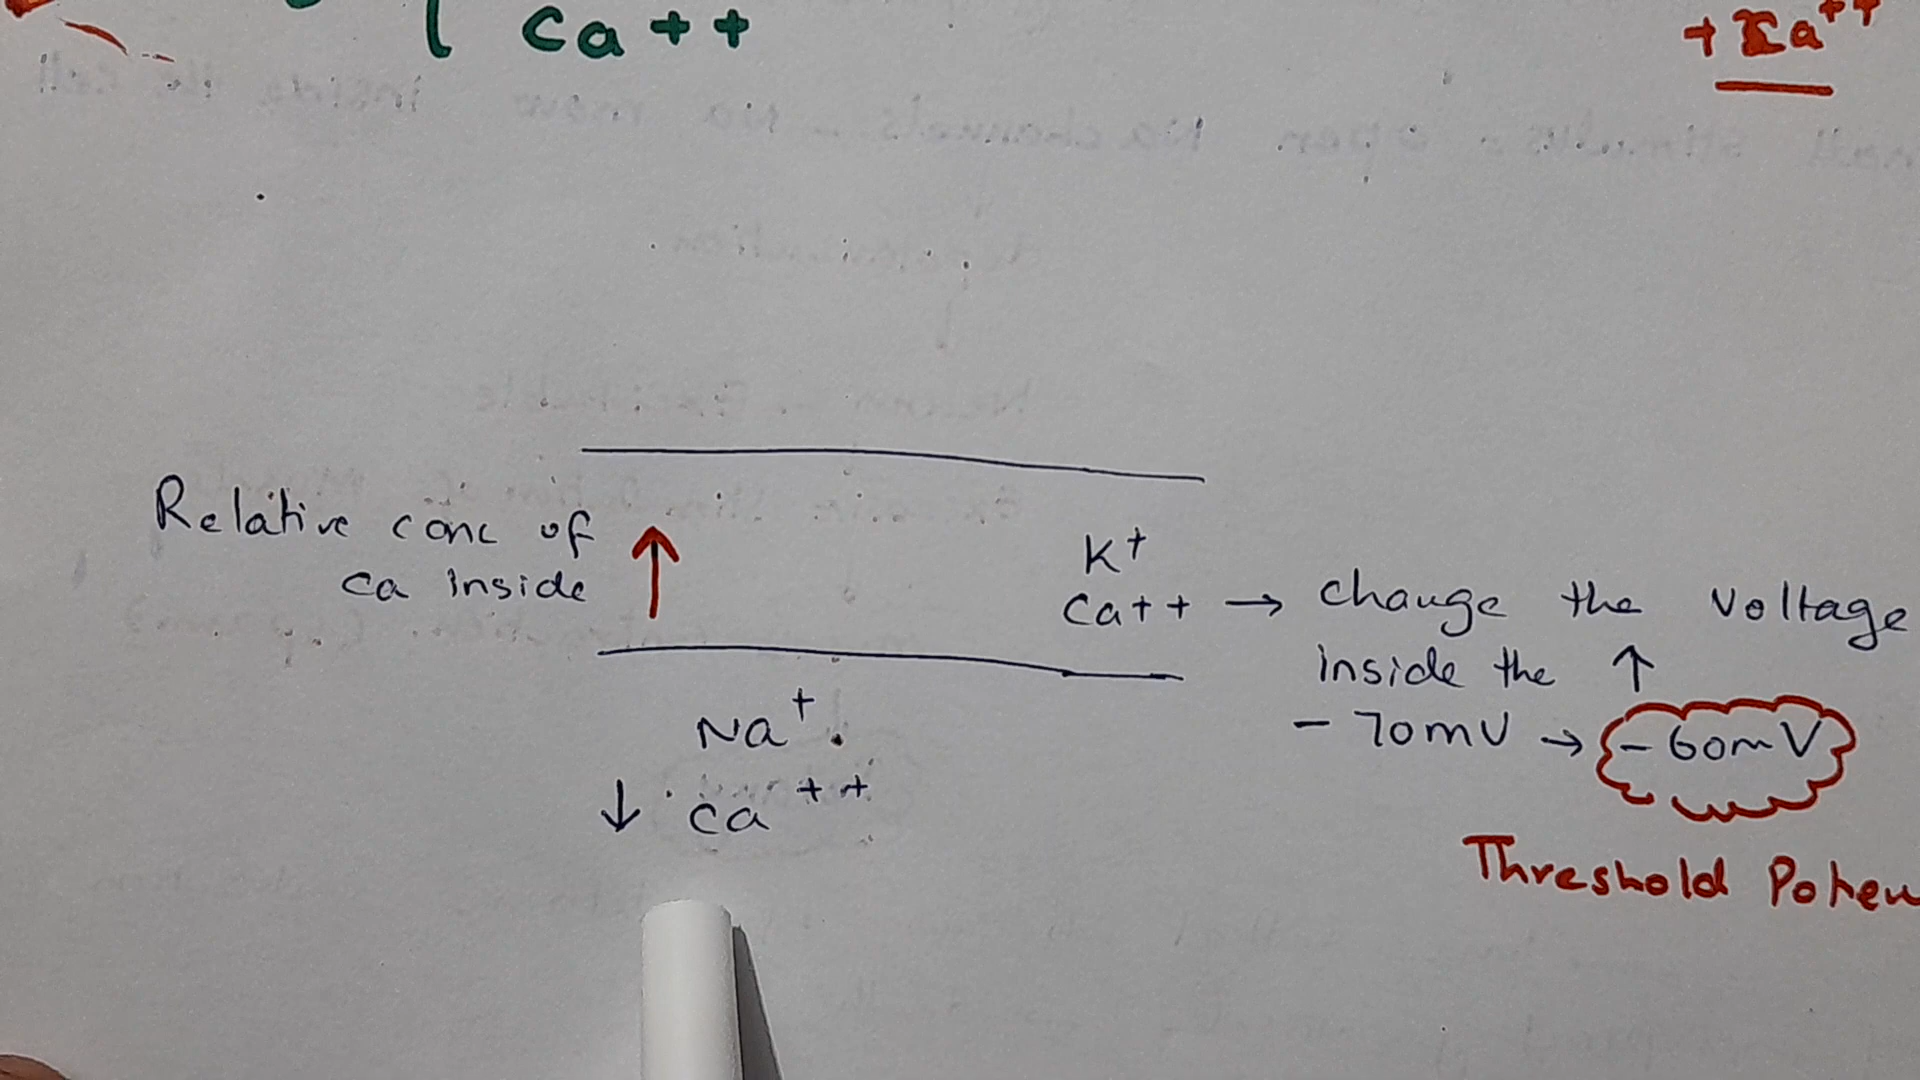 Ca++
+Ca++
Relative conc of
ca inside
↑
K+
Ca++ → change the voltage
inside the ↑
-70mV → -60mV
Na+
↓ ca++
Threshold Poten